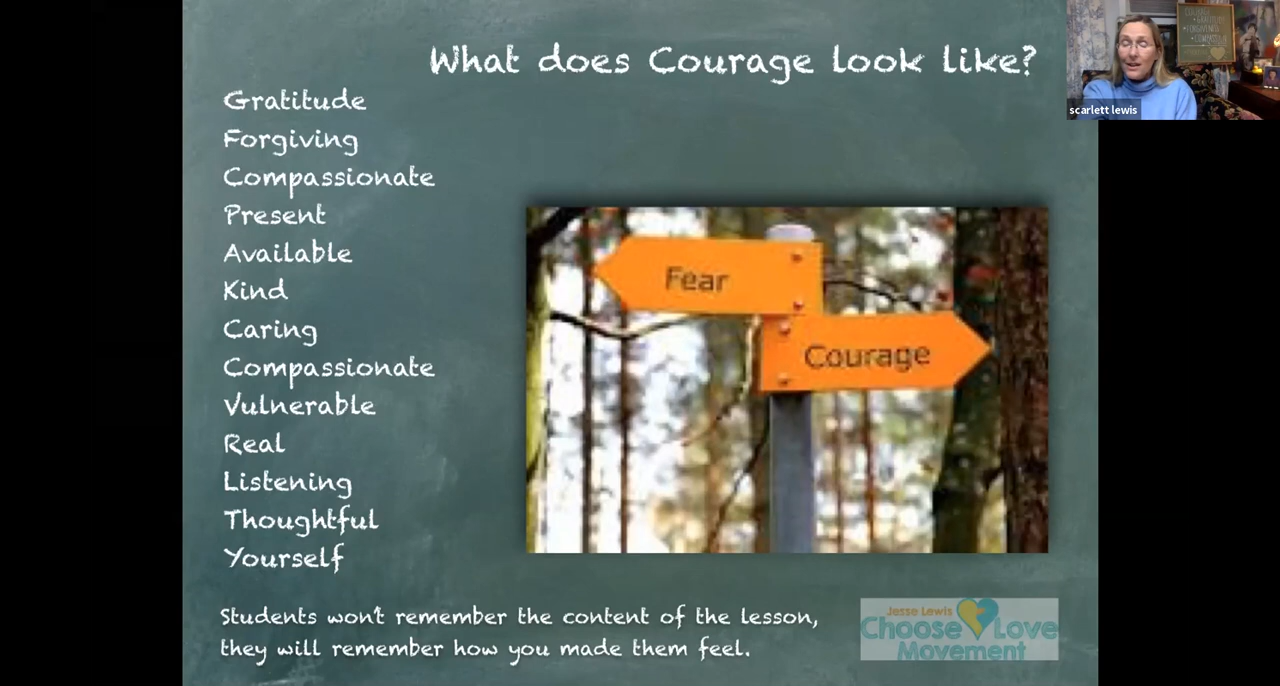 What does Courage look like?
Gratitude
Forgiving
Compassionate
Present
Available
Kind
Caring
Compassionate
Vulnerable
Real
Listening
Thoughtful
Yourself
Fear
Courage
Students won't remember the content of the lesson,
they will remember how you made them feel.
Jesse Lewis
Choose Love
Movement
scarlett lewis